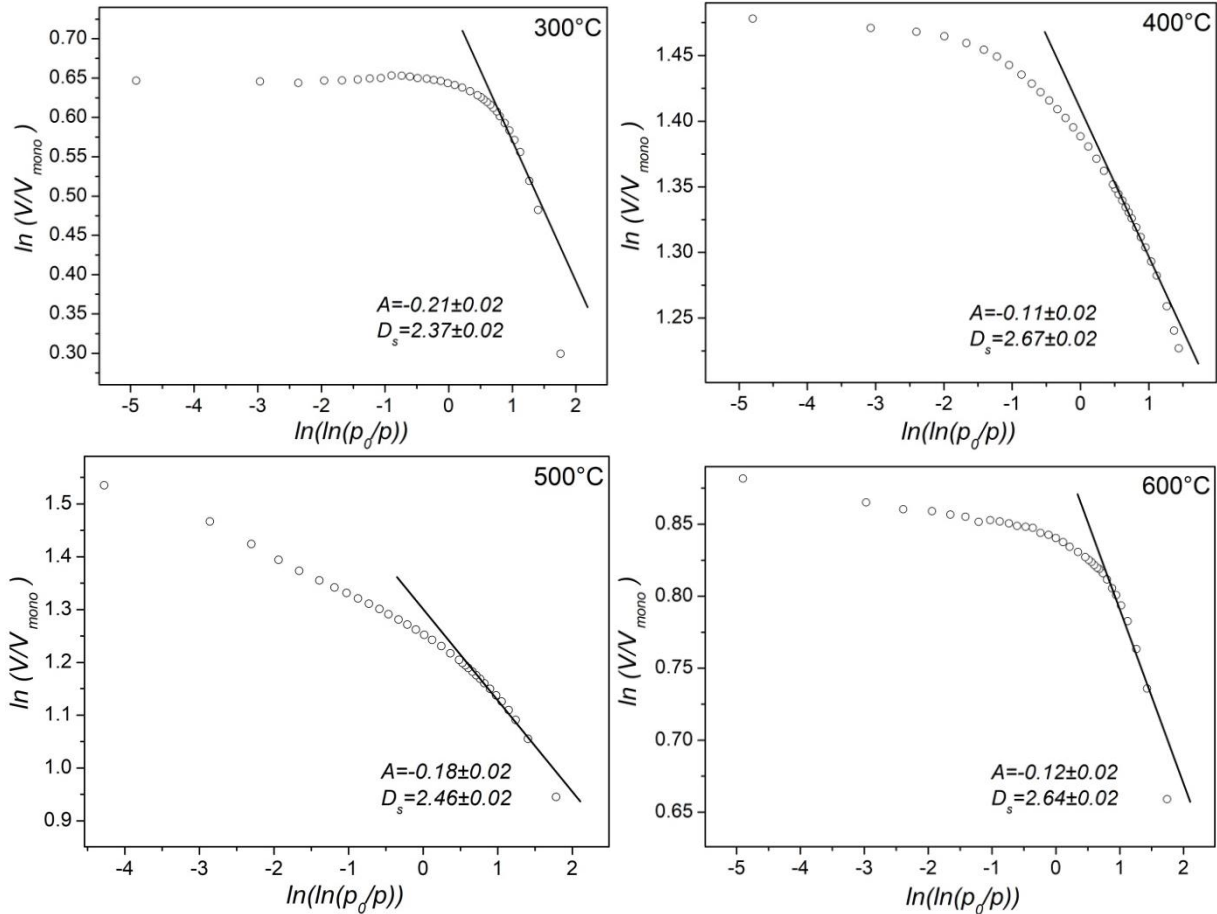 300°C
ln (V/V_mono)
0.70
0.65
0.60
0.55
0.50
0.45
0.40
0.35
0.30
A=-0.21±0.02
D_s=2.37±0.02
-5 -4 -3 -2 -1 0 1 2
ln(ln(p_0/p))
400°C
ln (V/V_mono)
1.45
1.40
1.35
1.30
1.25
A=-0.11±0.02
D_s=2.67±0.02
-5 -4 -3 -2 -1 0 1
ln(ln(p_0/p))
500°C
ln (V/V_mono)
1.5
1.4
1.3
1.2
1.1
1.0
0.9
A=-0.18±0.02
D_s=2.46±0.02
-4 -3 -2 -1 0 1 2
ln(ln(p_0/p))
600°C
ln (V/V_mono)
0.85
0.80
0.75
0.70
0.65
A=-0.12±0.02
D_s=2.64±0.02
-5 -4 -3 -2 -1 0 1 2
ln(ln(p_0/p))